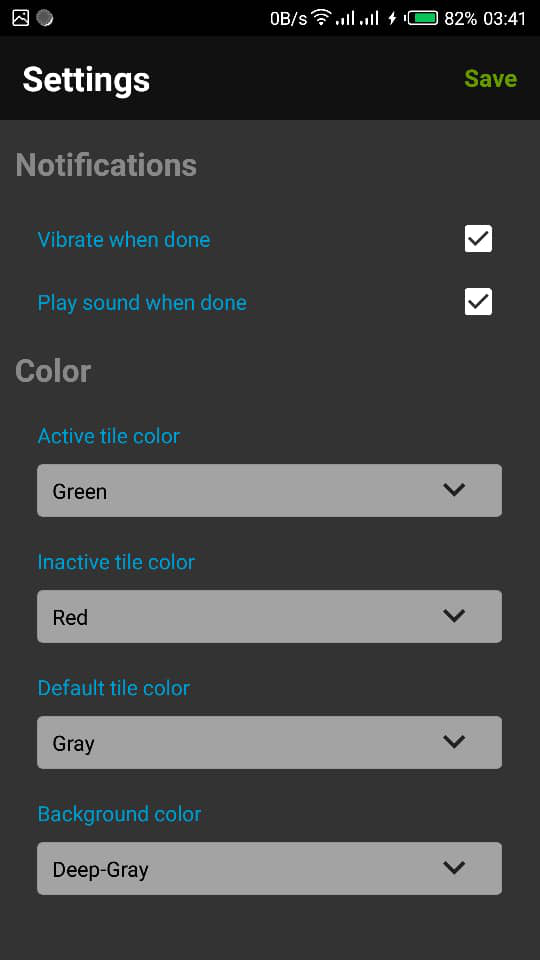 0B/s 82% 03:41
Settings Save
Notifications
Vibrate when done
Play sound when done
Color
Active tile color
Green
Inactive tile color
Red
Default tile color
Gray
Background color
Deep-Gray